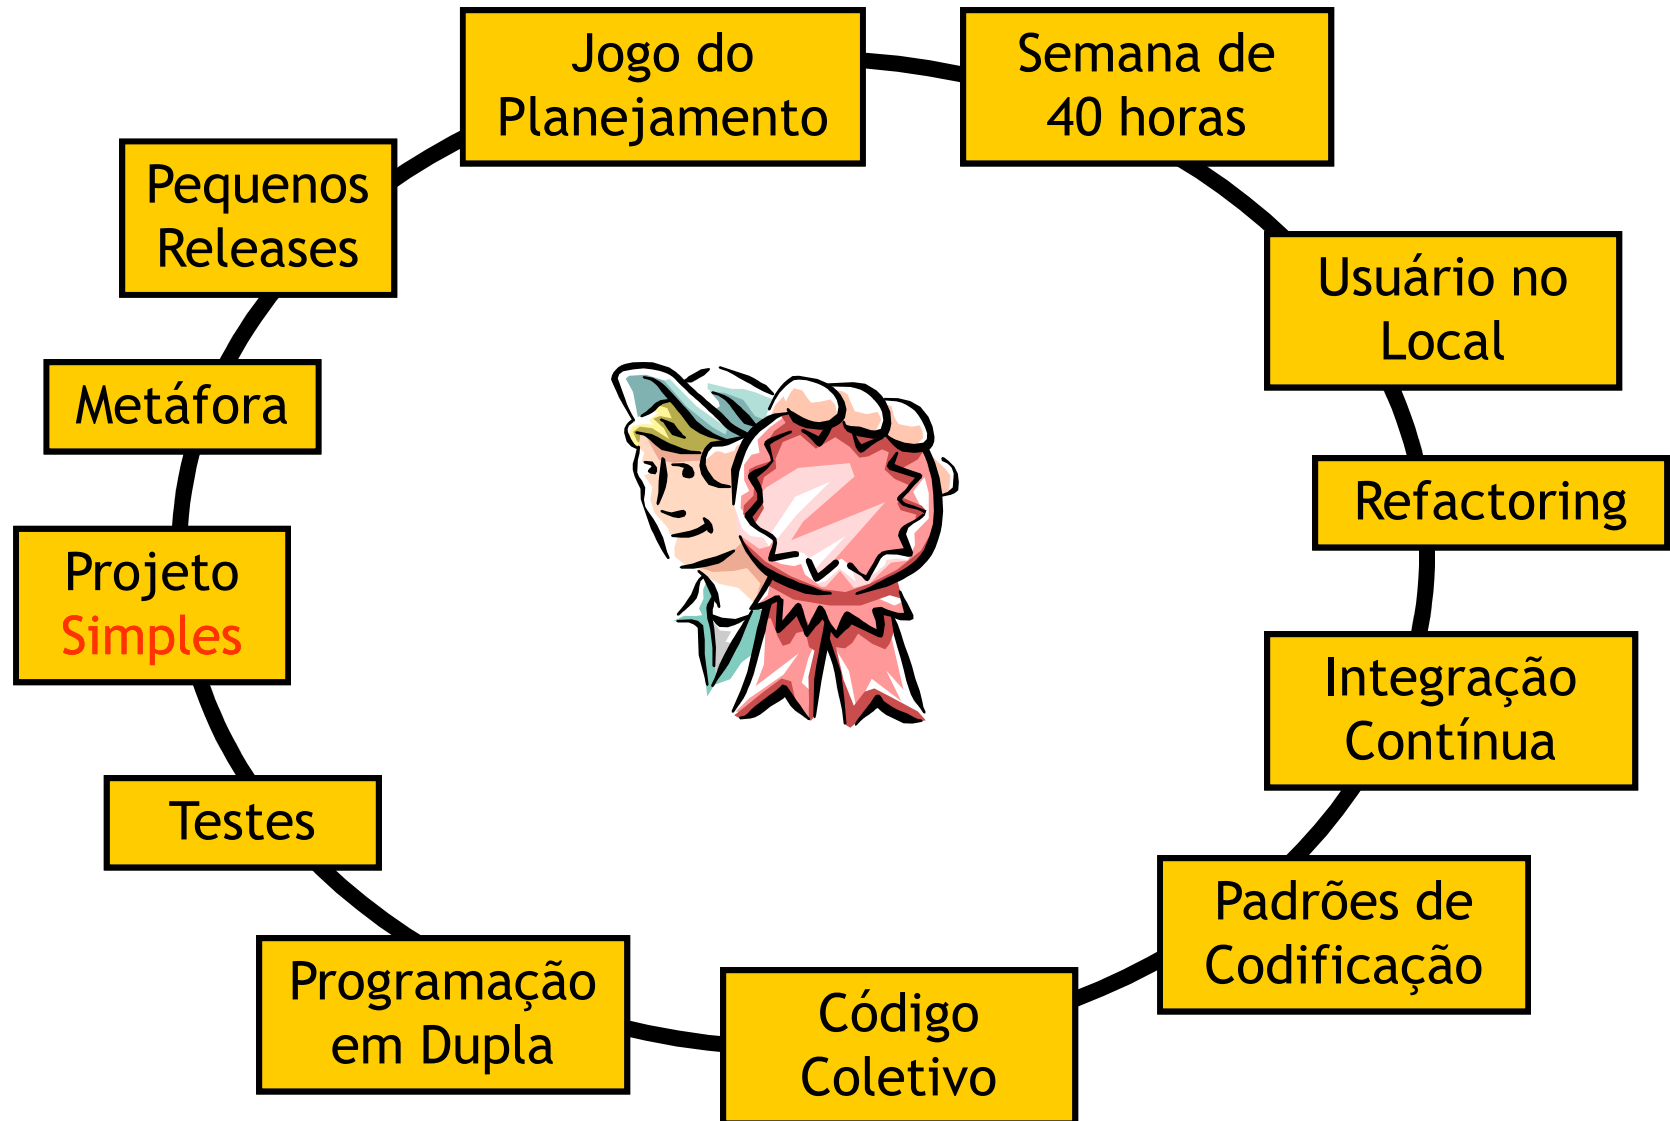 Jogo do
Planejamento
Semana de
40 horas
Pequenos
Releases
Usuário no
Local
Metáfora
Refactoring
Projeto
Simples
Integração
Contínua
Testes
Padrões de
Codificação
Programação
em Dupla
Código
Coletivo